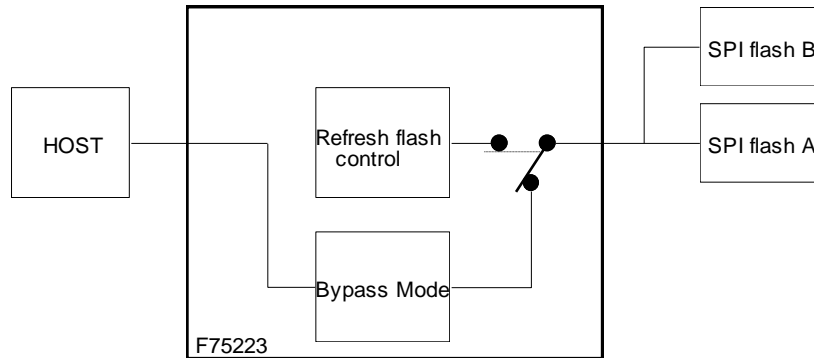 SPI flash B
HOST
Refresh flash
control
SPI flash A
Bypass Mode
F75223